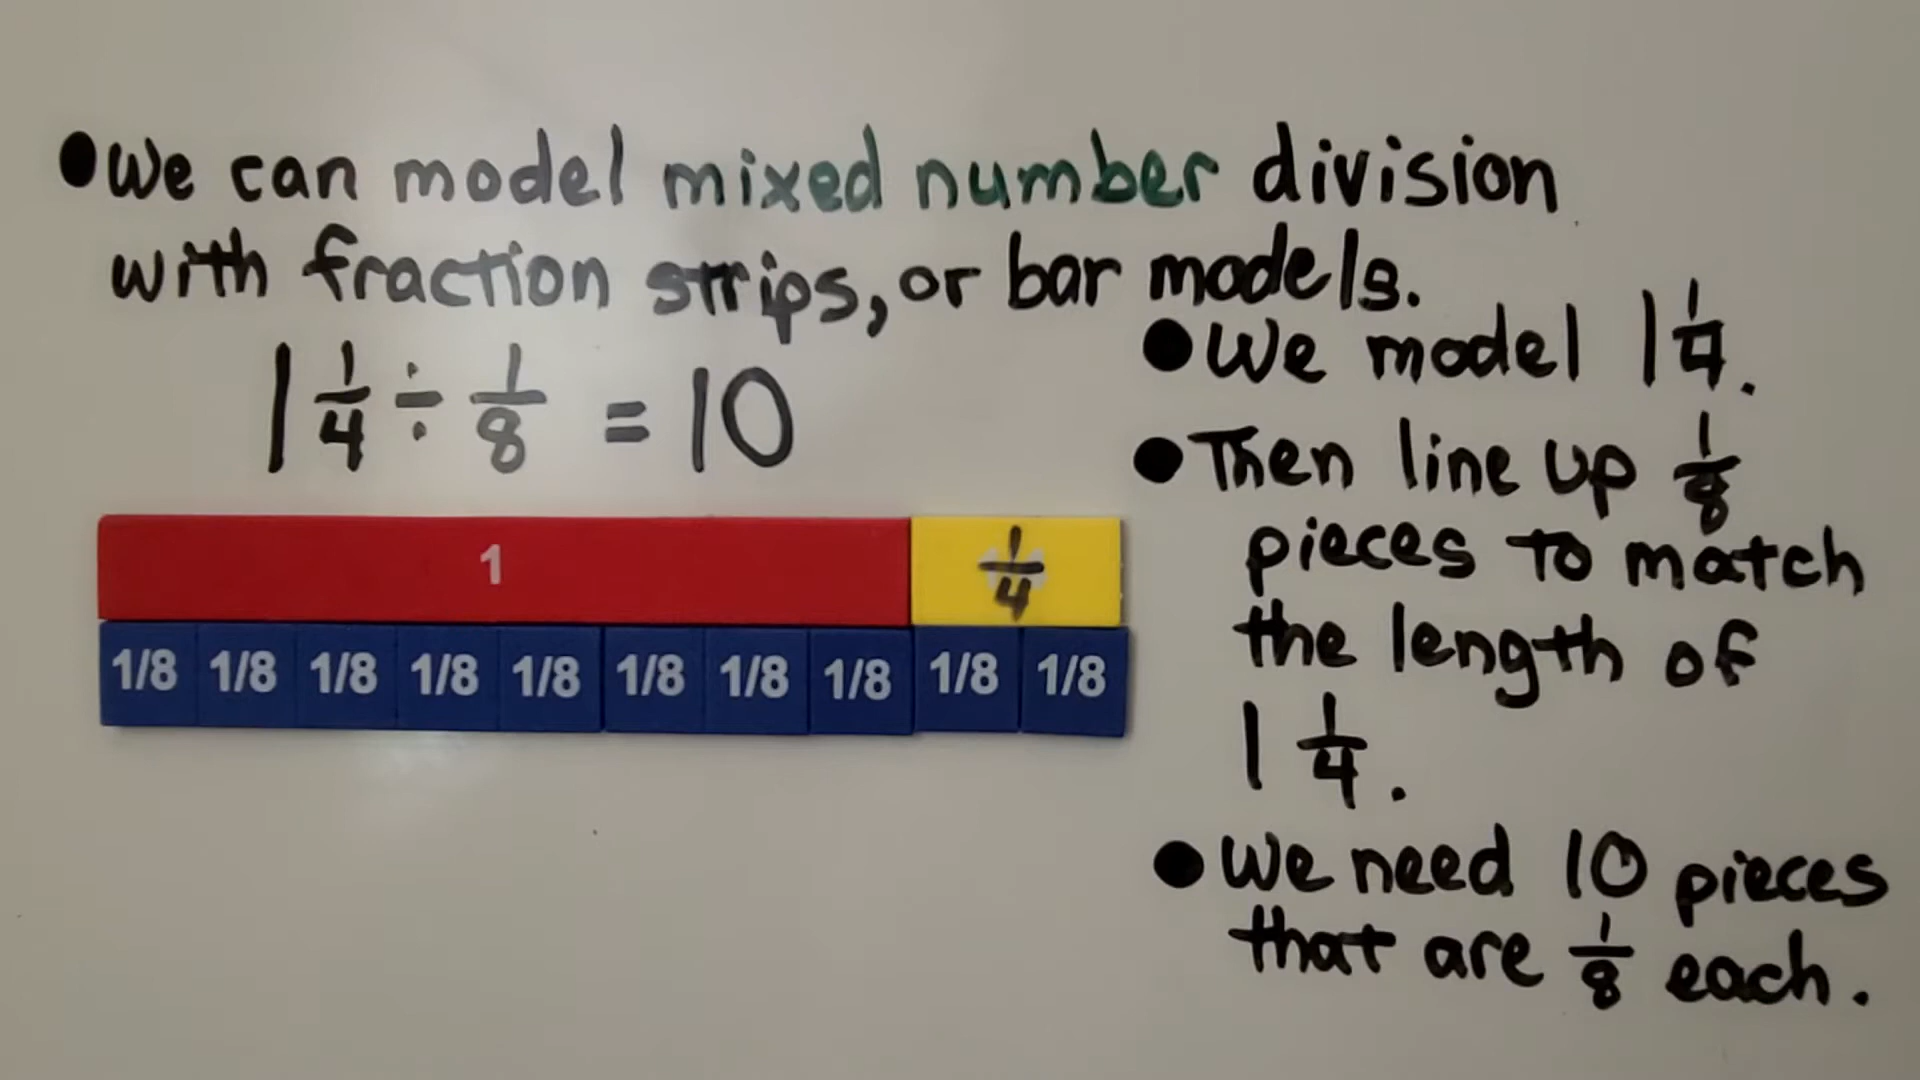 ●We can model mixed number division
with fraction strips, or bar models.
1 1/4 ÷ 1/8 = 10
1 1/4
1/8 1/8 1/8 1/8 1/8 1/8 1/8 1/8 1/8 1/8
●We model 1 1/4.
●Then line up 1/8
pieces to match
the length of
1 1/4.
●We need 10 pieces
that are 1/8 each.